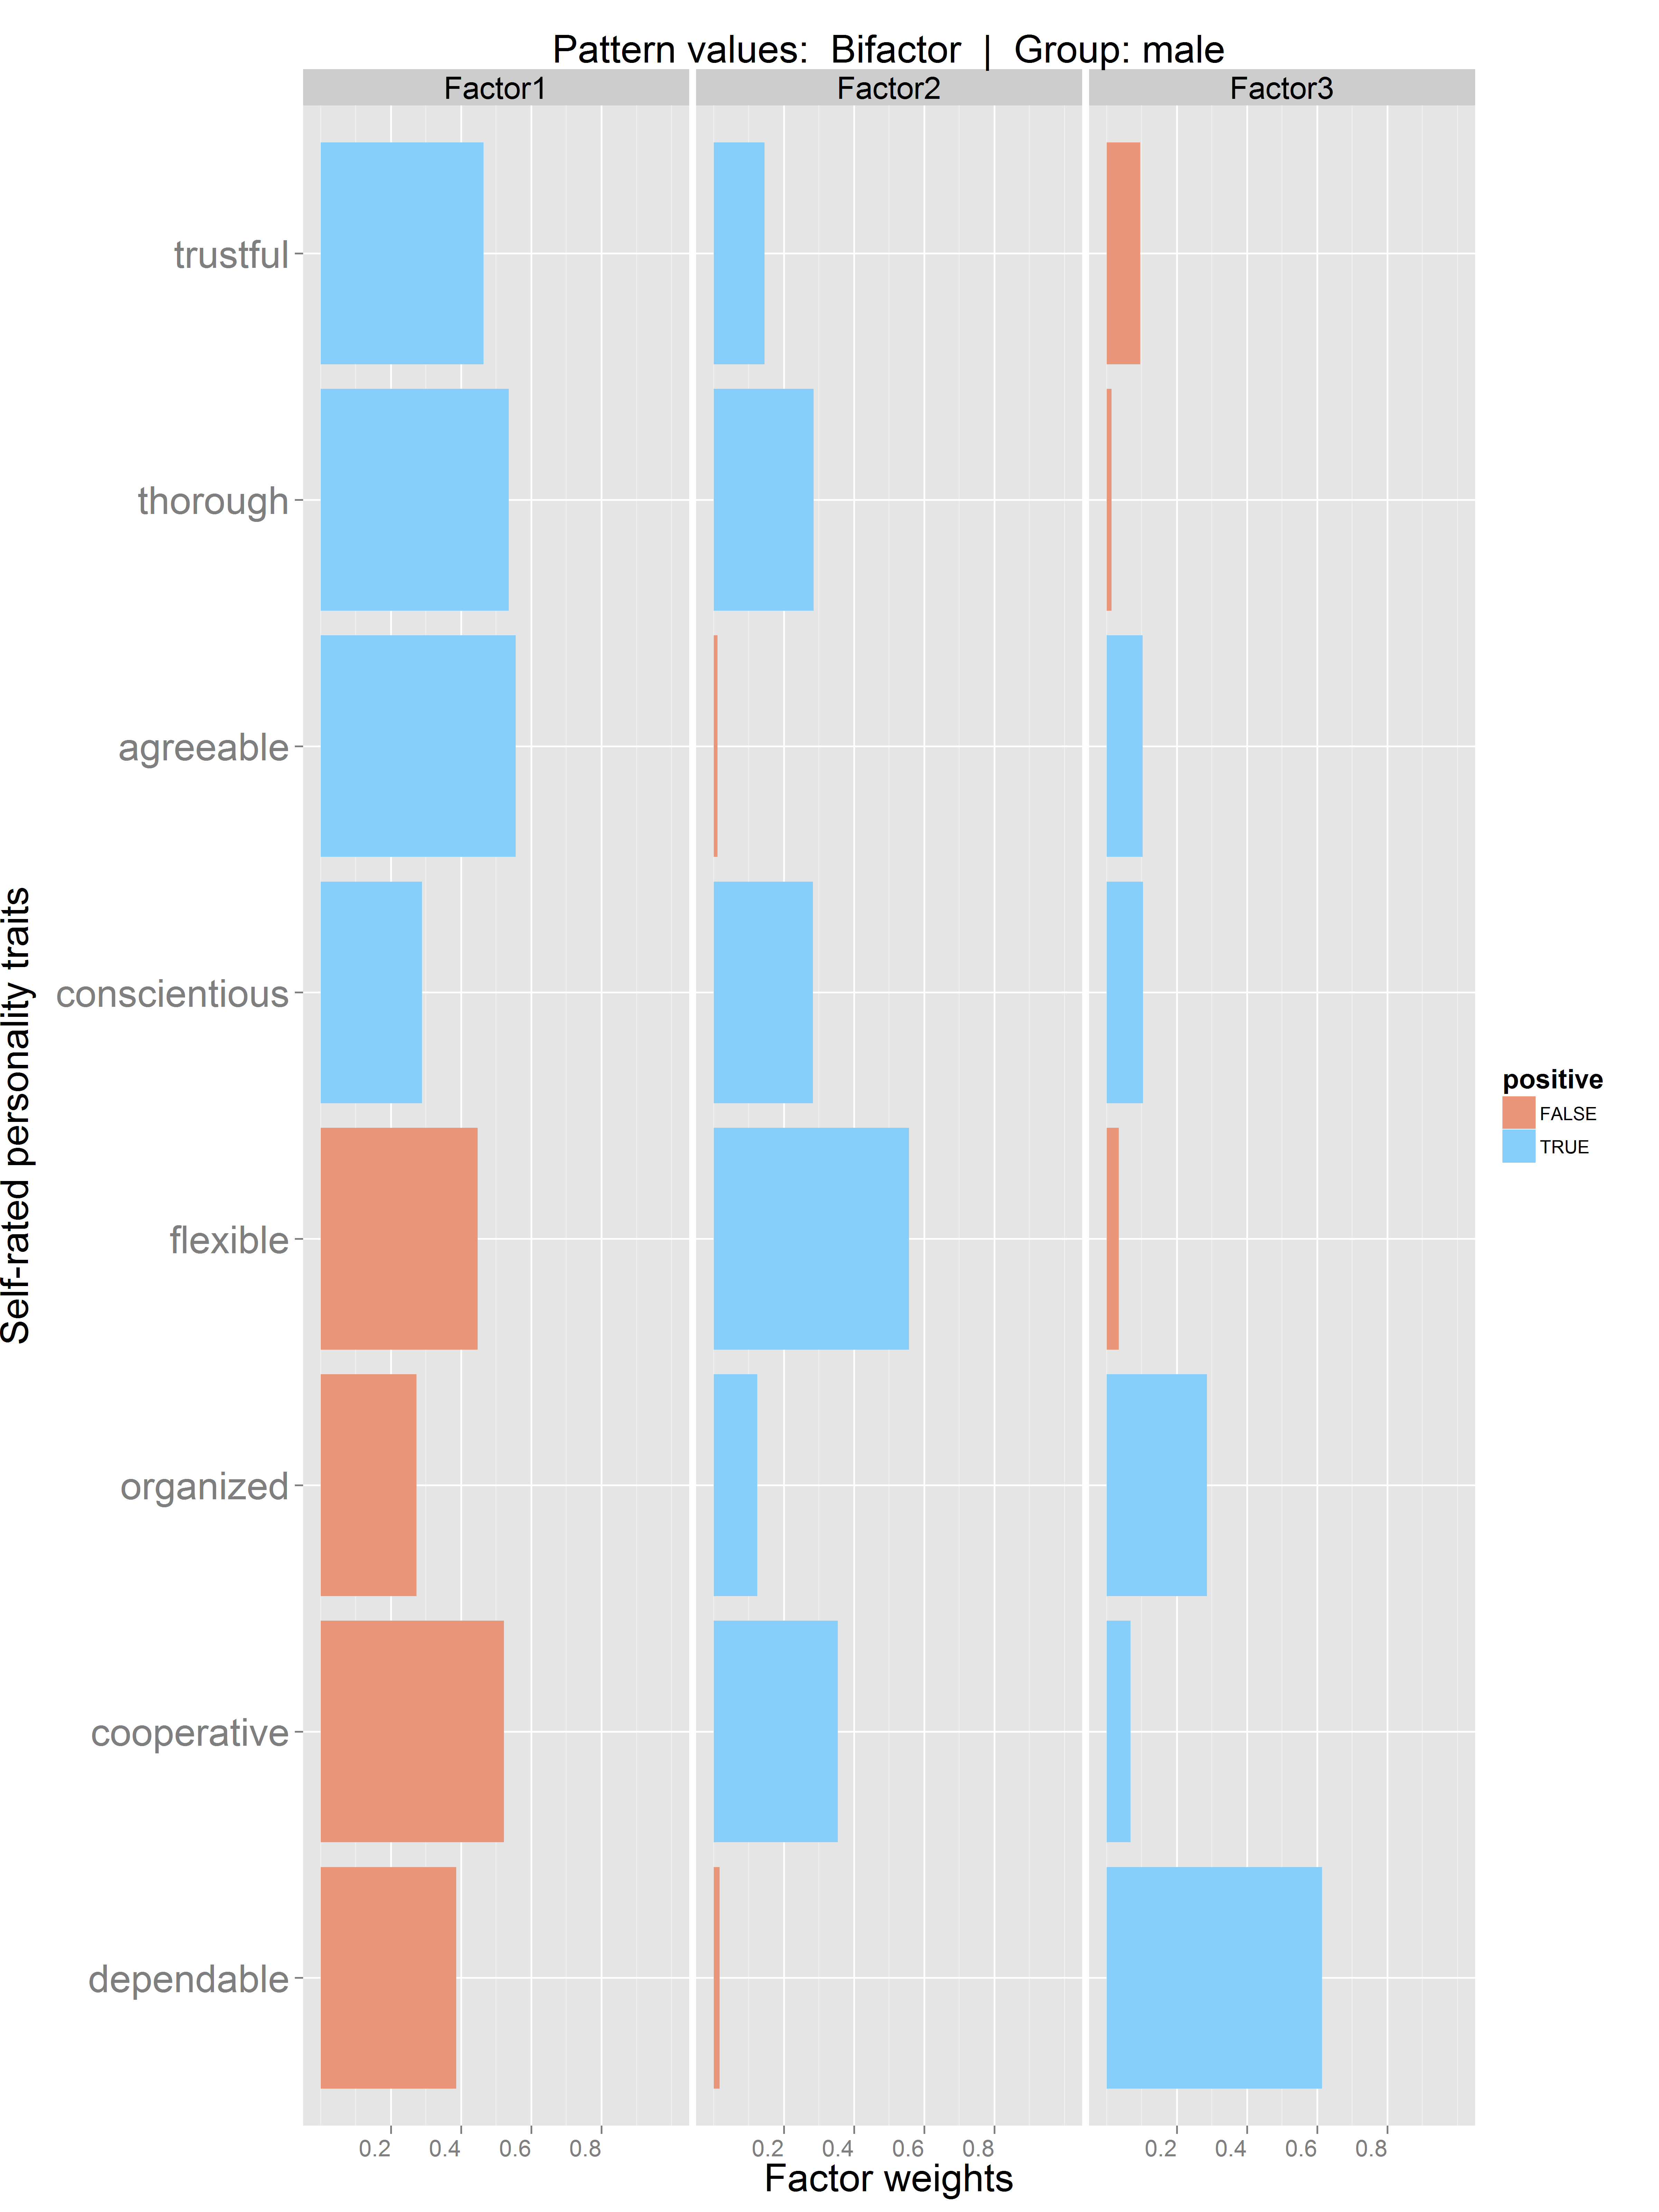 Pattern values:  Bifactor  |  Group: male
Factor1
Factor2
Factor3
Self-rated personality traits
trustful
thorough
agreeable
conscientious
flexible
organized
cooperative
dependable
0.2 0.4 0.6 0.8
0.2 0.4 0.6 0.8
0.2 0.4 0.6 0.8
Factor weights
positive
FALSE
TRUE